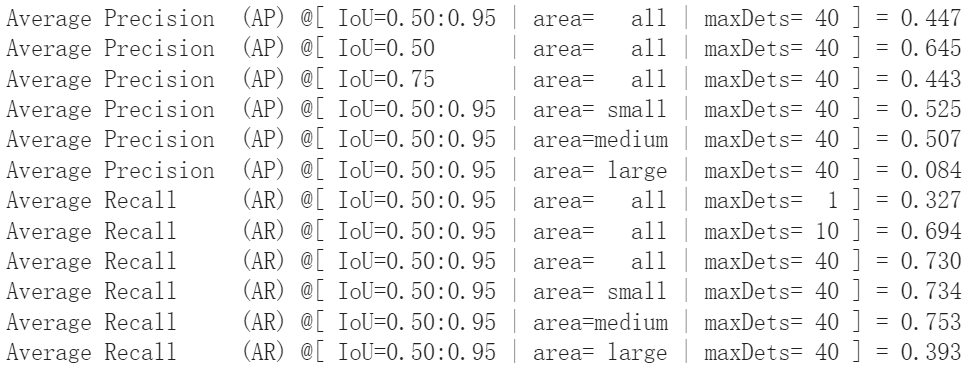 Average Precision  (AP) @[ IoU=0.50:0.95 | area=   all | maxDets= 40 ] = 0.447
Average Precision  (AP) @[ IoU=0.50      | area=   all | maxDets= 40 ] = 0.645
Average Precision  (AP) @[ IoU=0.75      | area=   all | maxDets= 40 ] = 0.443
Average Precision  (AP) @[ IoU=0.50:0.95 | area= small | maxDets= 40 ] = 0.525
Average Precision  (AP) @[ IoU=0.50:0.95 | area=medium | maxDets= 40 ] = 0.507
Average Precision  (AP) @[ IoU=0.50:0.95 | area= large | maxDets= 40 ] = 0.084
Average Recall     (AR) @[ IoU=0.50:0.95 | area=   all | maxDets=  1 ] = 0.327
Average Recall     (AR) @[ IoU=0.50:0.95 | area=   all | maxDets= 10 ] = 0.694
Average Recall     (AR) @[ IoU=0.50:0.95 | area=   all | maxDets= 40 ] = 0.730
Average Recall     (AR) @[ IoU=0.50:0.95 | area= small | maxDets= 40 ] = 0.734
Average Recall     (AR) @[ IoU=0.50:0.95 | area=medium | maxDets= 40 ] = 0.753
Average Recall     (AR) @[ IoU=0.50:0.95 | area= large | maxDets= 40 ] = 0.393